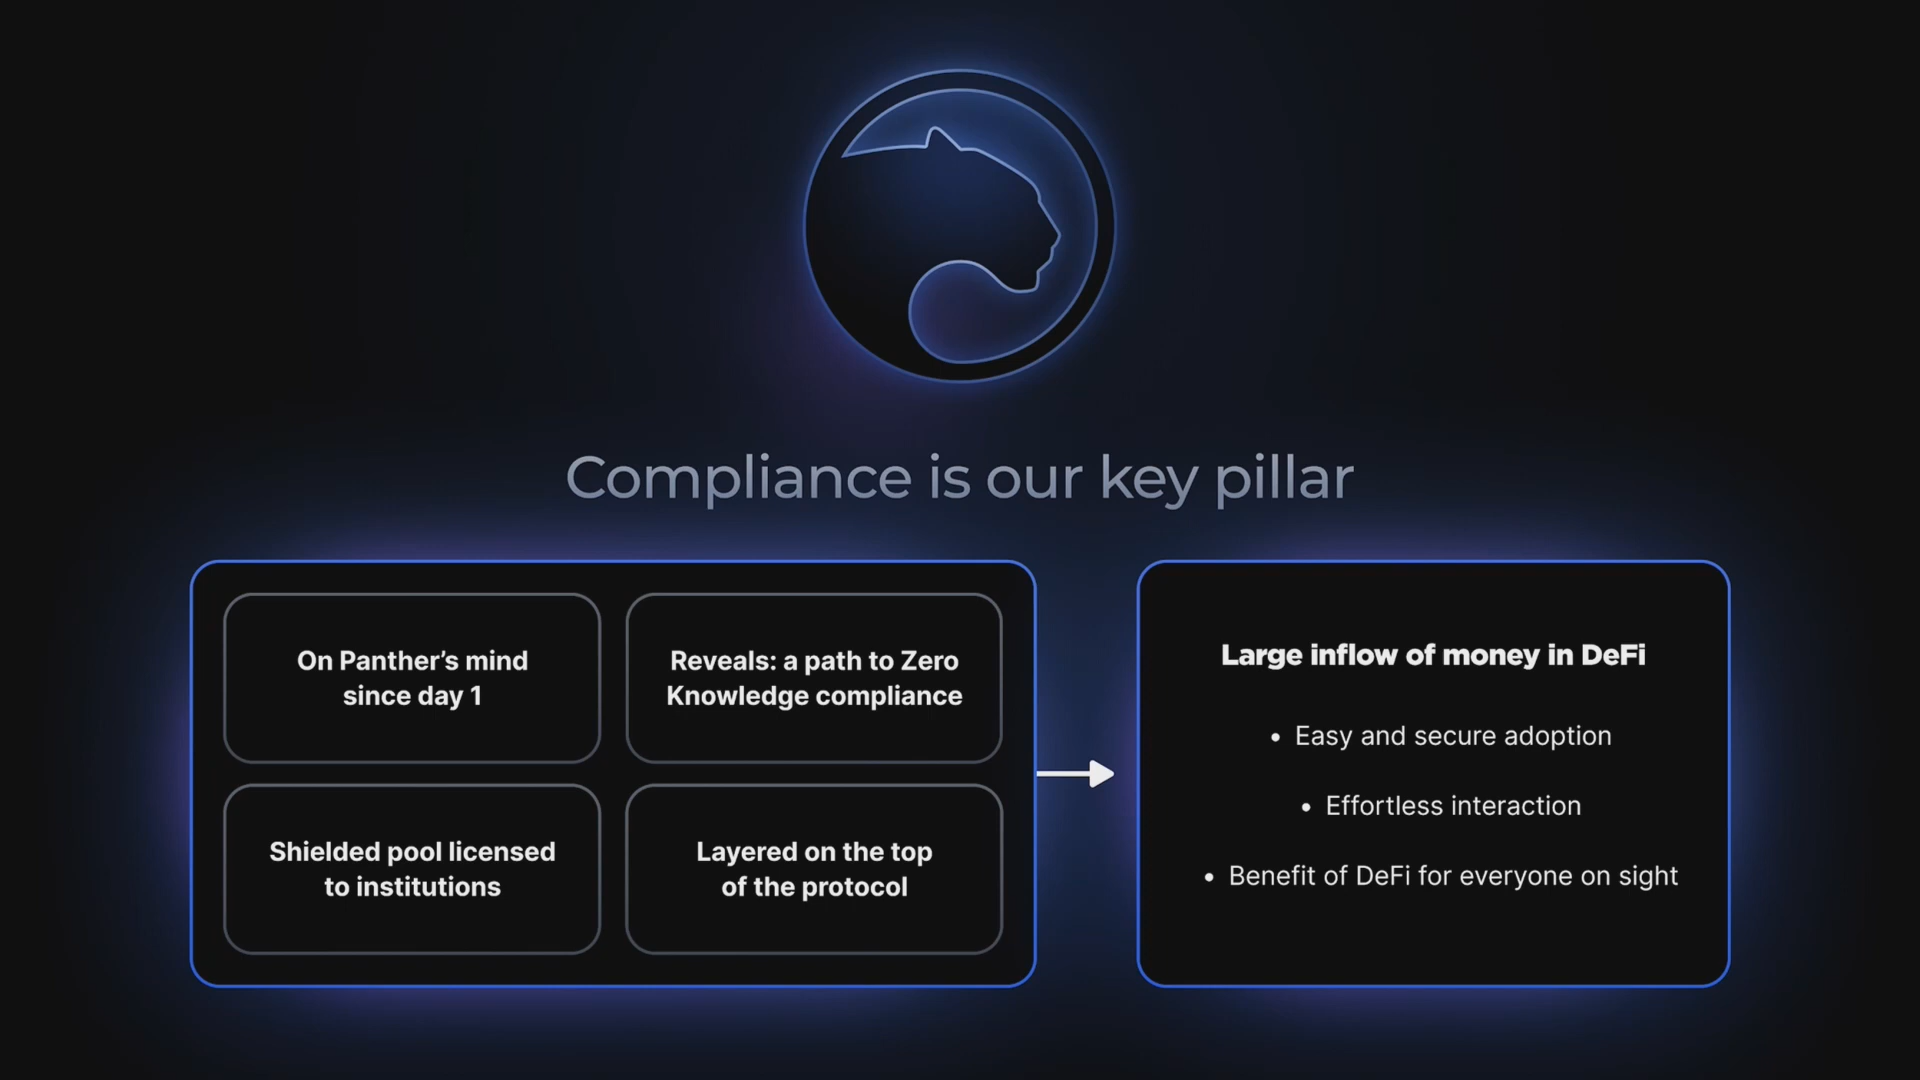 Compliance is our key pillar
On Panther’s mind
since day 1
Reveals: a path to Zero
Knowledge compliance
Shielded pool licensed
to institutions
Layered on the top
of the protocol
Large inflow of money in DeFi
• Easy and secure adoption
• Effortless interaction
• Benefit of DeFi for everyone on sight